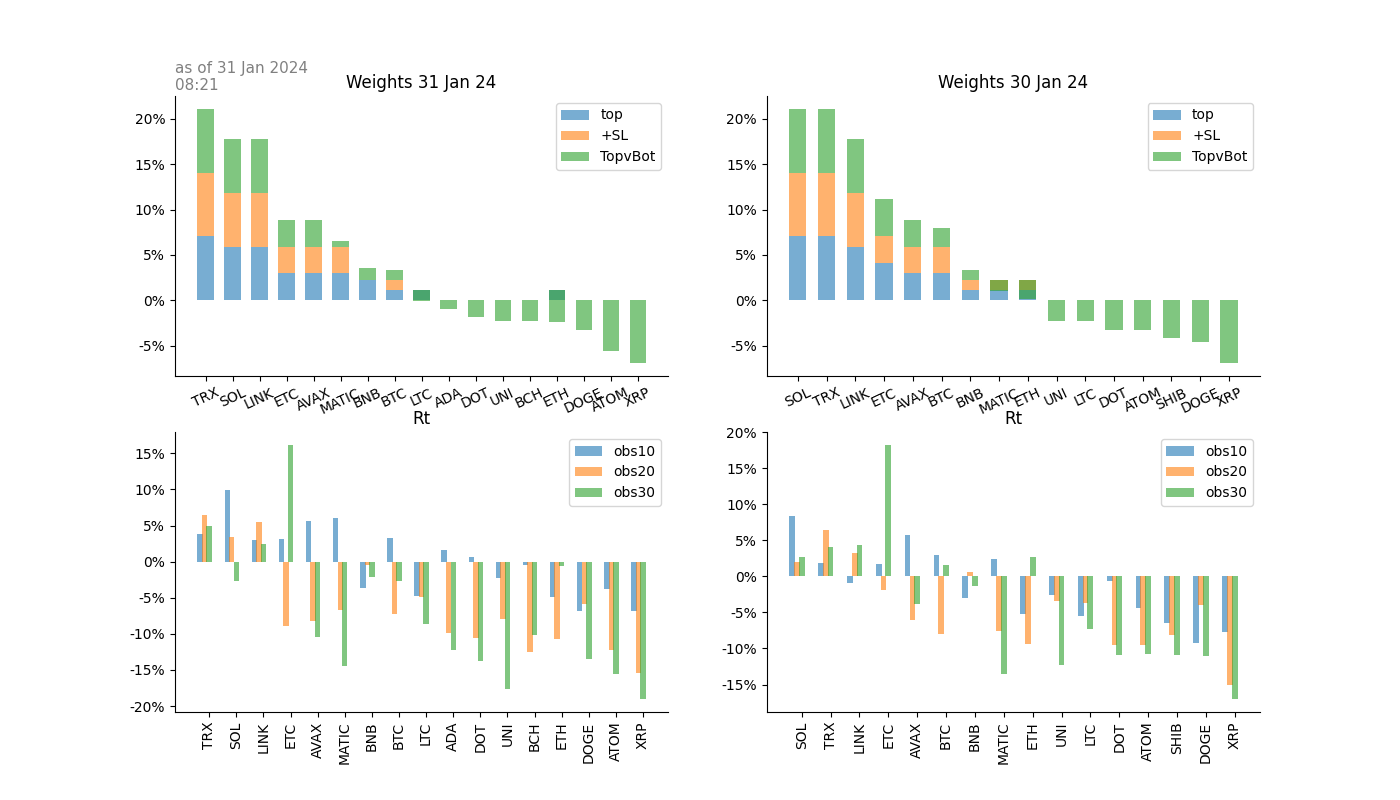 as of 31 Jan 2024
08:21
Weights 31 Jan 24
20%
15%
10%
5%
0%
-5%
top
+SL
TopvBot
TRX SOL LINK ETC AVAX MATIC BNB BTC LTC ADA DOT UNI BCH ETH DOGE ATOM XRP
Weights 30 Jan 24
20%
15%
10%
5%
0%
-5%
top
+SL
TopvBot
SOL TRX LINK ETC AVAX BTC BNB MATIC ETH UNI LTC DOT ATOM SHIB DOGE XRP
Rt
15%
10%
5%
0%
-5%
-10%
-15%
-20%
obs10
obs20
obs30
TRX SOL LINK ETC AVAX MATIC BNB BTC LTC ADA DOT UNI BCH ETH DOGE ATOM XRP
Rt
20%
15%
10%
5%
0%
-5%
-10%
-15%
obs10
obs20
obs30
SOL TRX LINK ETC AVAX BTC BNB MATIC ETH UNI LTC DOT ATOM SHIB DOGE XRP